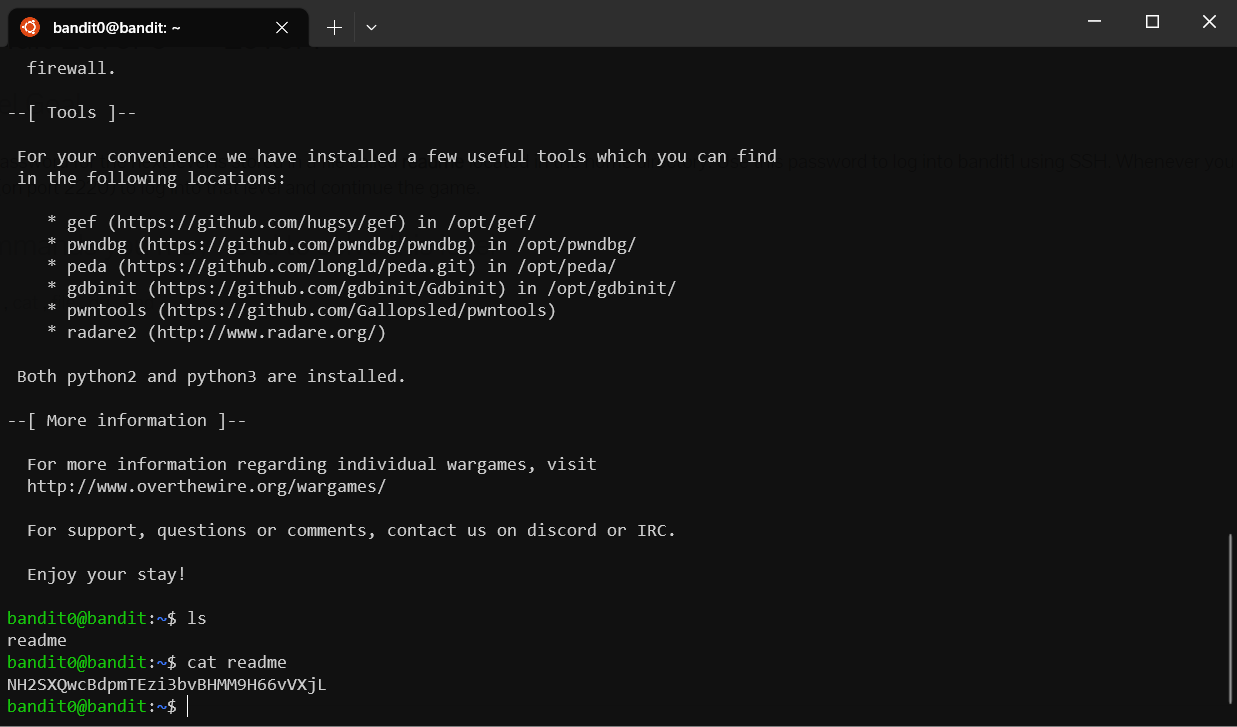 bandit0@bandit: ~
firewall.
--[ Tools ]--
For your convenience we have installed a few useful tools which you can find
in the following locations:
* gef (https://github.com/hugsy/gef) in /opt/gef/
* pwndbg (https://github.com/pwndbg/pwndbg) in /opt/pwndbg/
* peda (https://github.com/longld/peda.git) in /opt/peda/
* gdbinit (https://github.com/gdbinit/Gdbinit) in /opt/gdbinit/
* pwntools (https://github.com/Gallopsled/pwntools)
* radare2 (http://www.radare.org/)
Both python2 and python3 are installed.
--[ More information ]--
For more information regarding individual wargames, visit
http://www.overthewire.org/wargames/
For support, questions or comments, contact us on discord or IRC.
Enjoy your stay!
bandit0@bandit:~$ ls
readme
bandit0@bandit:~$ cat readme
NH2SXQwcBdpmTEzi3bvBHMM9H66vVXjL
bandit0@bandit:~$